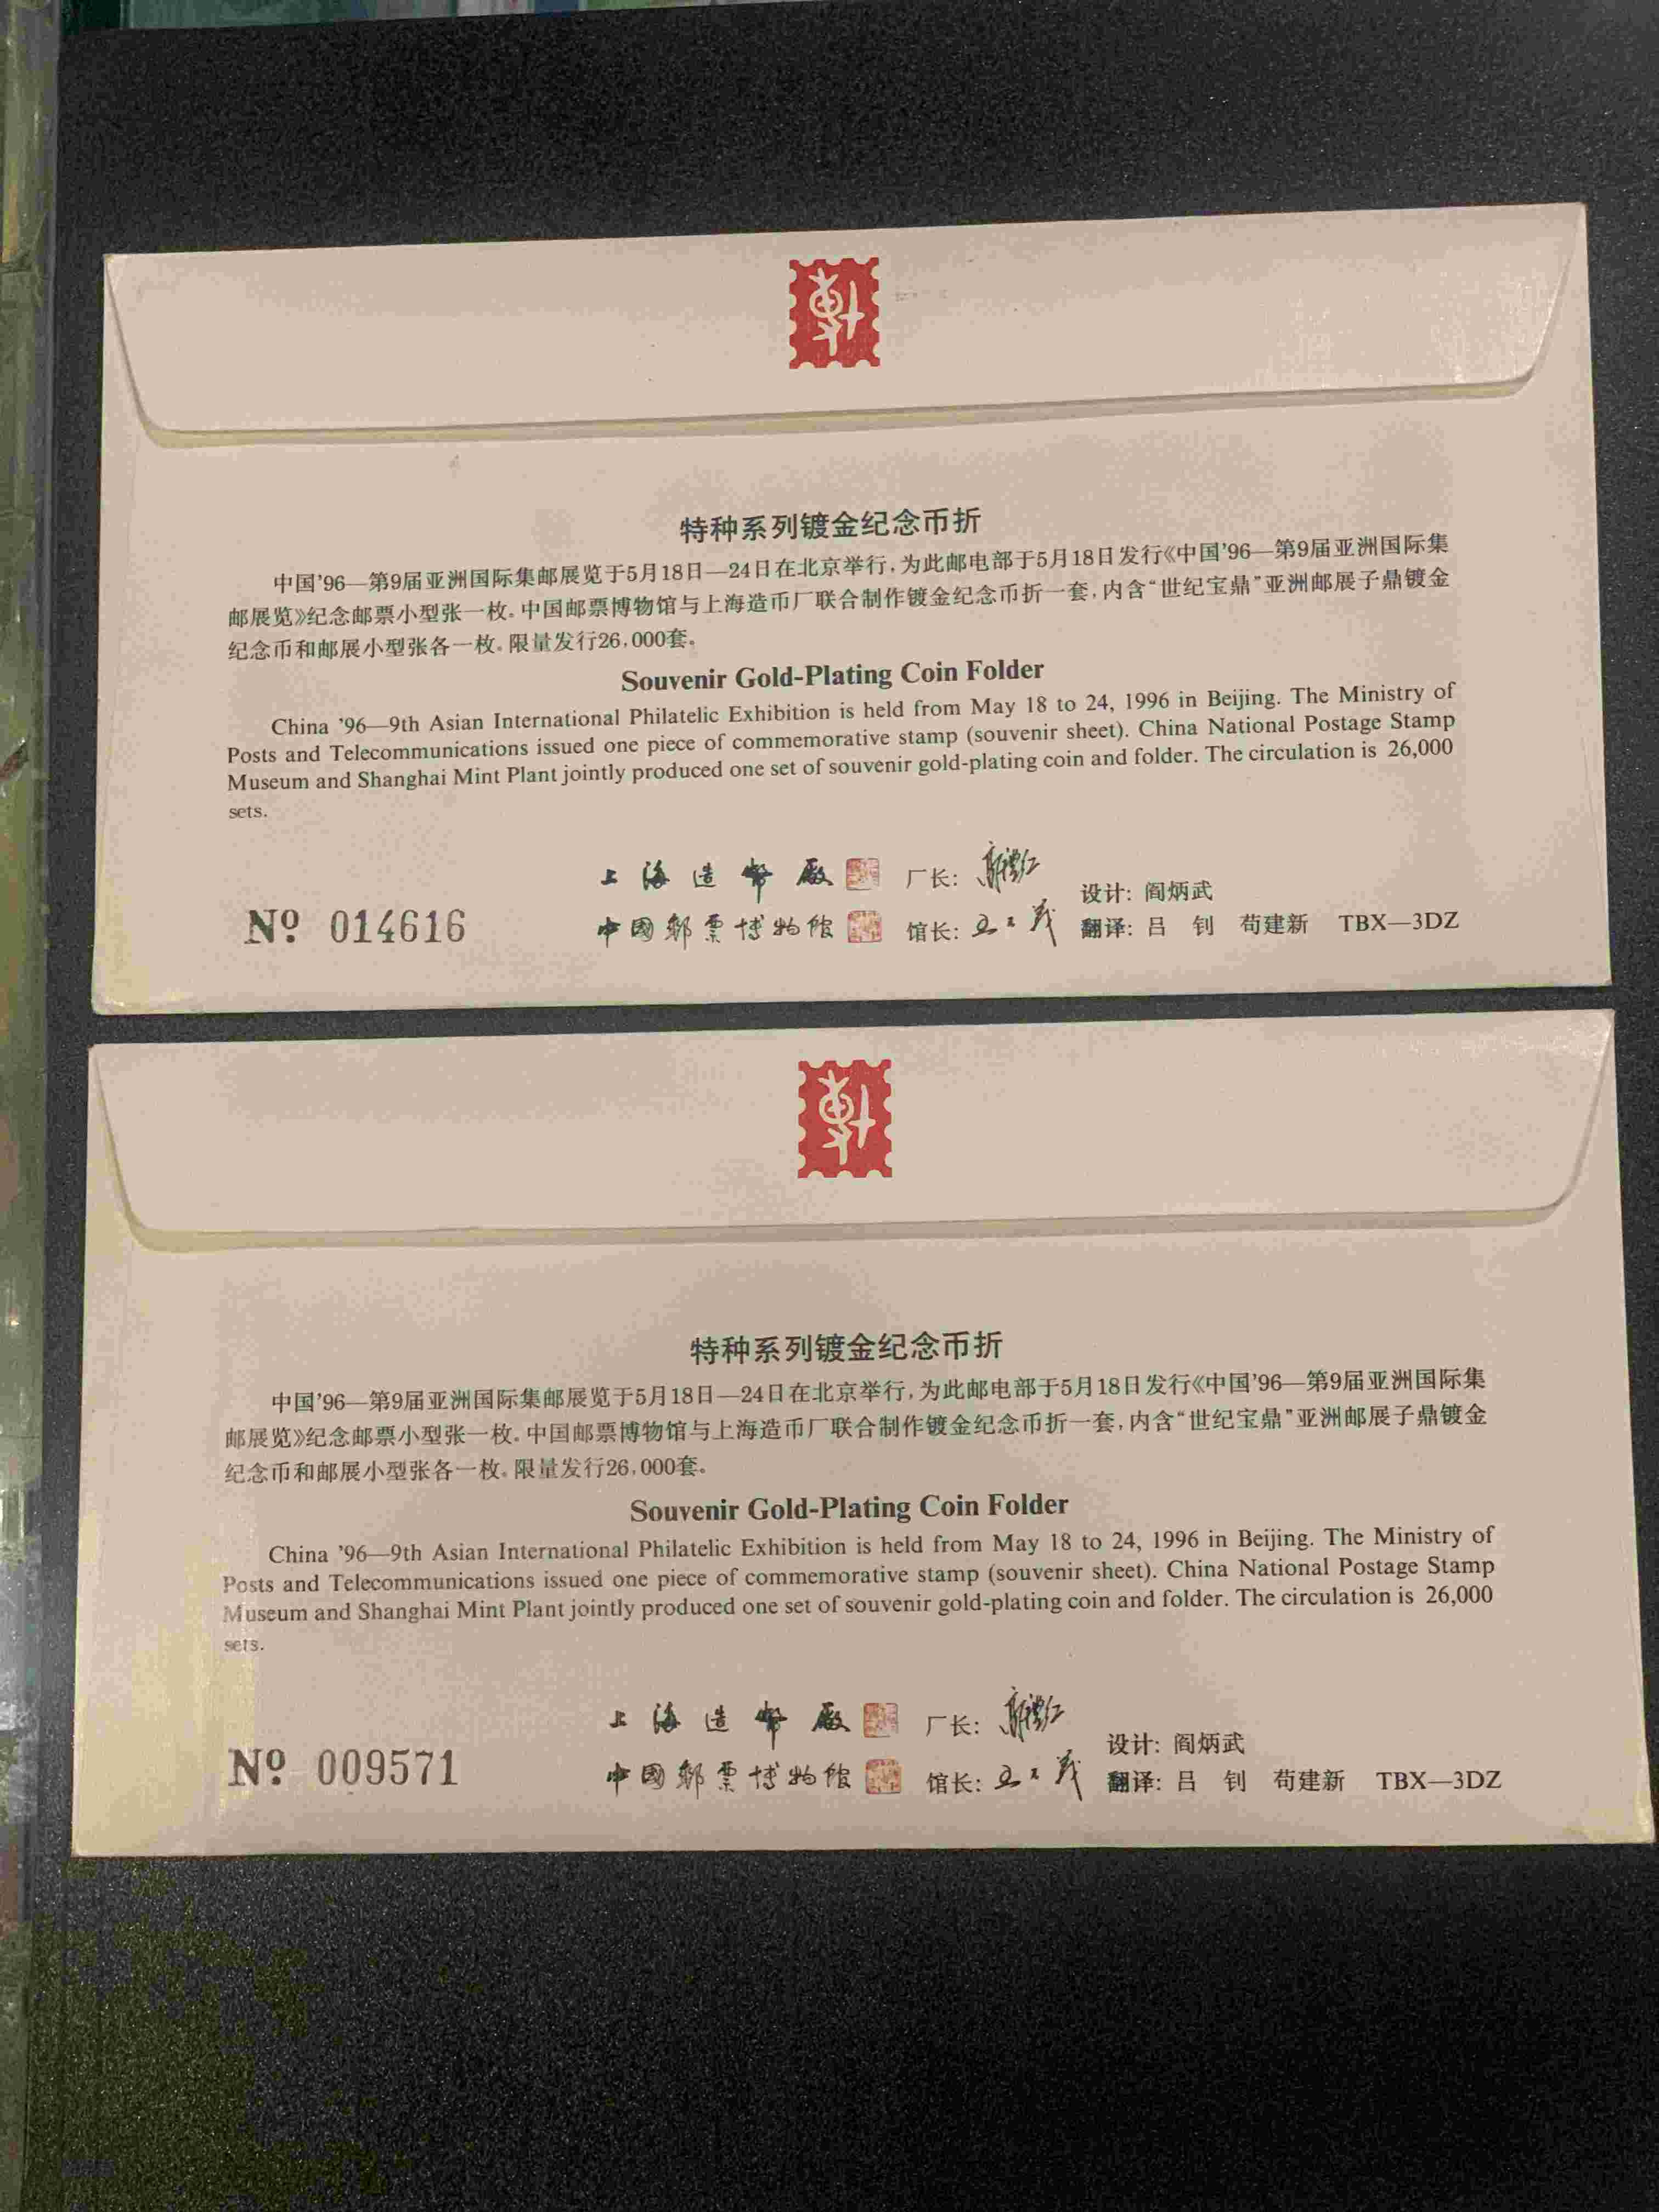 特种系列镀金纪念币折
中国’96—第9届亚洲国际集邮展览于5月18日—24日在北京举行,为此邮电部于5月18日发行《中国’96—第9届亚洲国际集
邮展览》纪念邮票小型张一枚。中国邮票博物馆与上海造币厂联合制作镀金纪念币折一套,内含“世纪宝鼎”亚洲邮展子鼎镀金
纪念币和邮展小型张各一枚。限量发行26,000套。
Souvenir Gold-Plating Coin Folder
China ’96—9th Asian International Philatelic Exhibition is held from May 18 to 24, 1996 in Beijing. The Ministry of
Posts and Telecommunications issued one piece of commemorative stamp (souvenir sheet). China National Postage Stamp
Museum and Shanghai Mint Plant jointly produced one set of souvenir gold-plating coin and folder. The circulation is 26,000
sets.
上海造幣廠 厂长:
设计: 阎炳武
Nº 014616 中國郵票博物館 馆长: 翻译: 吕 钊 苟建新 TBX—3DZ
特种系列镀金纪念币折
中国’96—第9届亚洲国际集邮展览于5月18日—24日在北京举行,为此邮电部于5月18日发行《中国’96—第9届亚洲国际集
邮展览》纪念邮票小型张一枚。中国邮票博物馆与上海造币厂联合制作镀金纪念币折一套,内含“世纪宝鼎”亚洲邮展子鼎镀金
纪念币和邮展小型张各一枚。限量发行26,000套。
Souvenir Gold-Plating Coin Folder
China ’96—9th Asian International Philatelic Exhibition is held from May 18 to 24, 1996 in Beijing. The Ministry of
Posts and Telecommunications issued one piece of commemorative stamp (souvenir sheet). China National Postage Stamp
Museum and Shanghai Mint Plant jointly produced one set of souvenir gold-plating coin and folder. The circulation is 26,000
sets.
上海造幣廠 厂长:
设计: 阎炳武
Nº 009571 中國郵票博物館 馆长: 翻译: 吕 钊 苟建新 TBX—3DZ